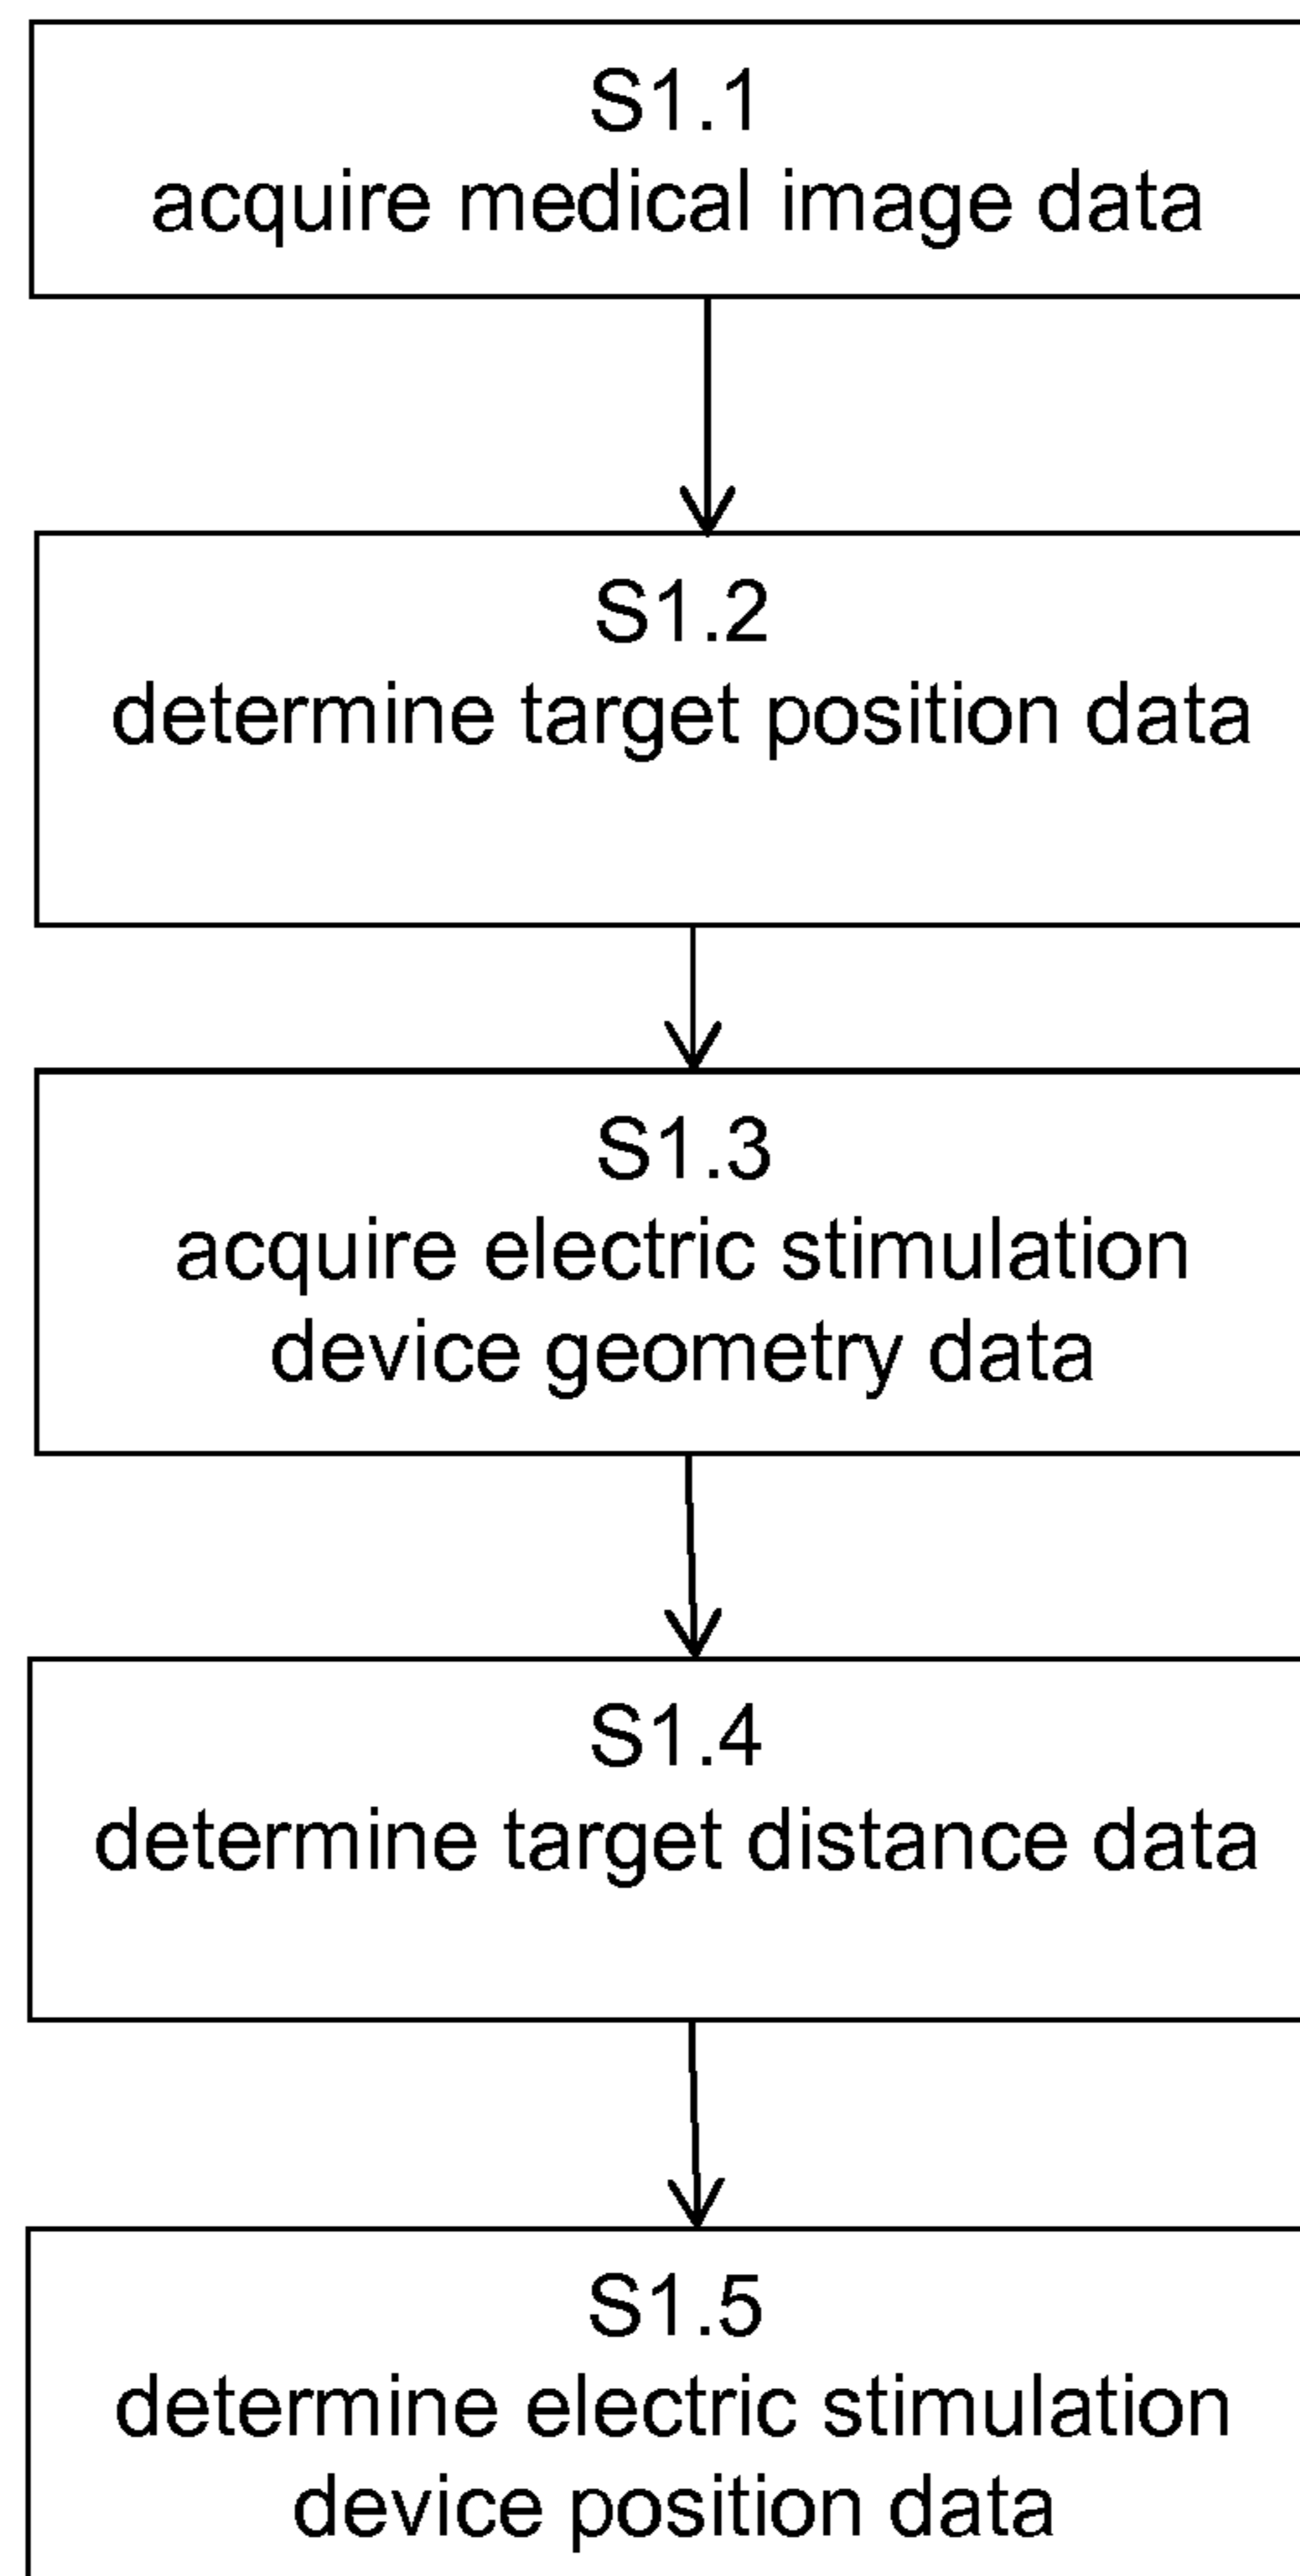 S1.1
acquire medical image data
S1.2
determine target position data
S1.3
acquire electric stimulation
device geometry data
S1.4
determine target distance data
S1.5
determine electric stimulation
device position data